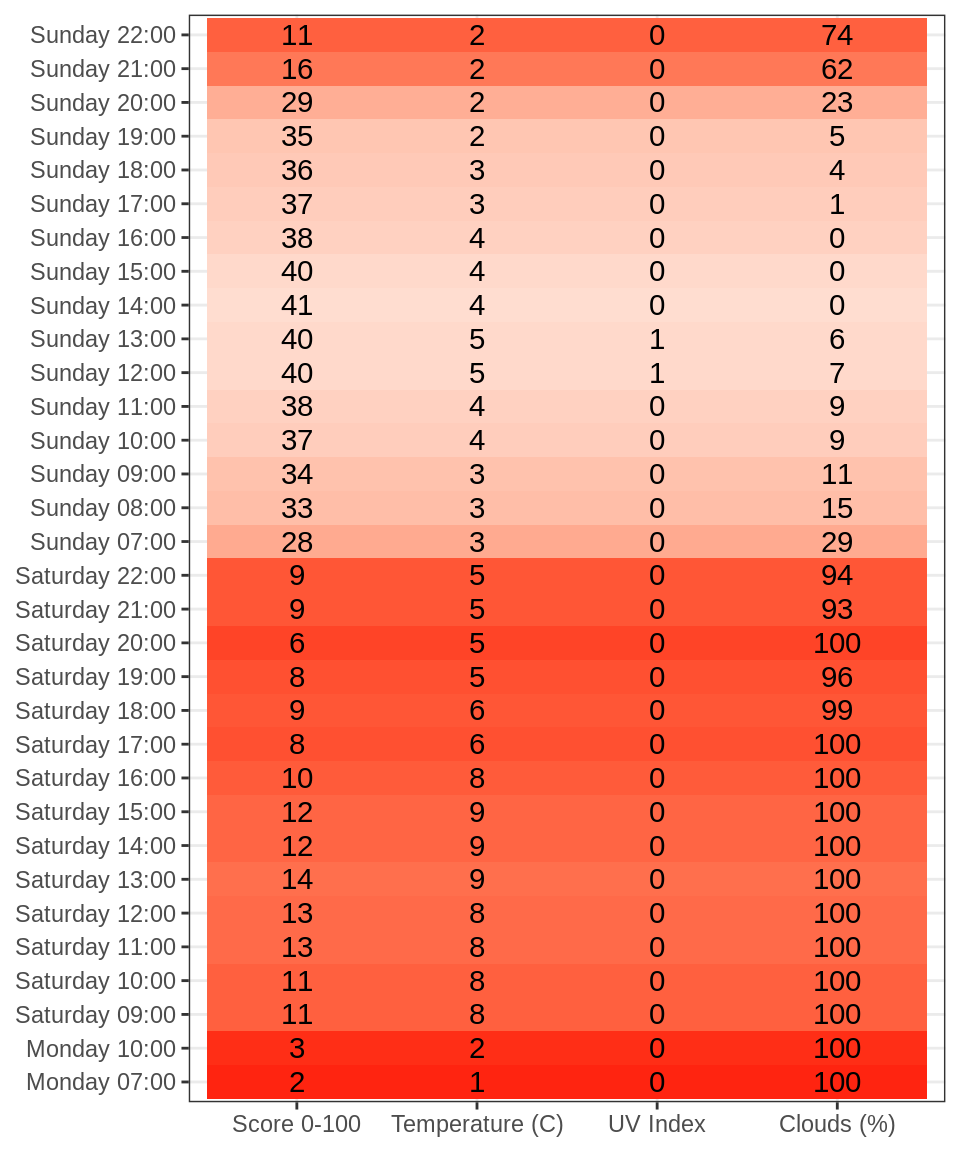 Sunday 22:00 11 2 0 74
Sunday 21:00 16 2 0 62
Sunday 20:00 29 2 0 23
Sunday 19:00 35 2 0 5
Sunday 18:00 36 3 0 4
Sunday 17:00 37 3 0 1
Sunday 16:00 38 4 0 0
Sunday 15:00 40 4 0 0
Sunday 14:00 41 4 0 0
Sunday 13:00 40 5 1 6
Sunday 12:00 40 5 1 7
Sunday 11:00 38 4 0 9
Sunday 10:00 37 4 0 9
Sunday 09:00 34 3 0 11
Sunday 08:00 33 3 0 15
Sunday 07:00 28 3 0 29
Saturday 22:00 9 5 0 94
Saturday 21:00 9 5 0 93
Saturday 20:00 6 5 0 100
Saturday 19:00 8 5 0 96
Saturday 18:00 9 6 0 99
Saturday 17:00 8 6 0 100
Saturday 16:00 10 8 0 100
Saturday 15:00 12 9 0 100
Saturday 14:00 12 9 0 100
Saturday 13:00 14 9 0 100
Saturday 12:00 13 8 0 100
Saturday 11:00 13 8 0 100
Saturday 10:00 11 8 0 100
Saturday 09:00 11 8 0 100
Monday 10:00 3 2 0 100
Monday 07:00 2 1 0 100
Score 0-100 Temperature (C) UV Index Clouds (%)